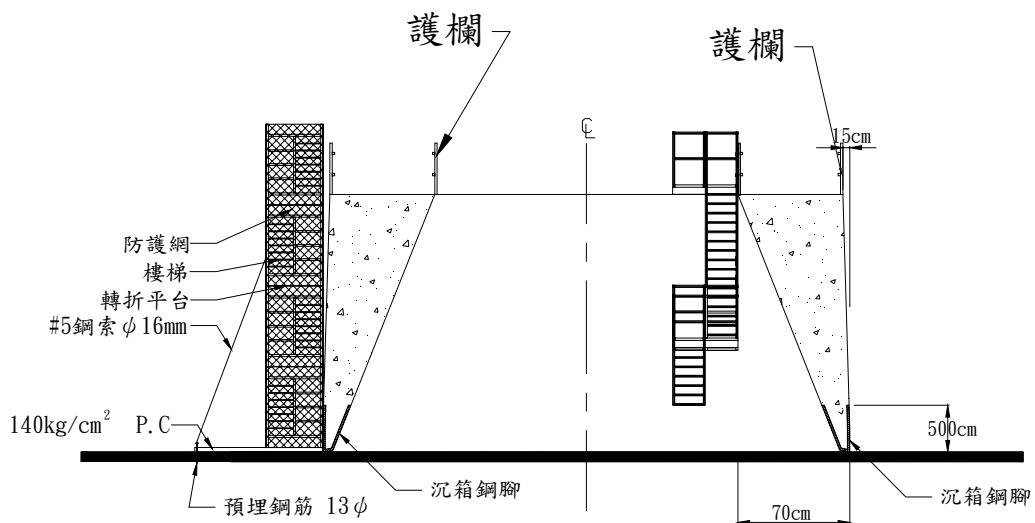 護欄
護欄
℄
15cm
防護網
樓梯
轉折平台
#5鋼索φ16mm
140kg/cm² P.C
500cm
預埋鋼筋 13φ
沉箱鋼腳
沉箱鋼腳
70cm